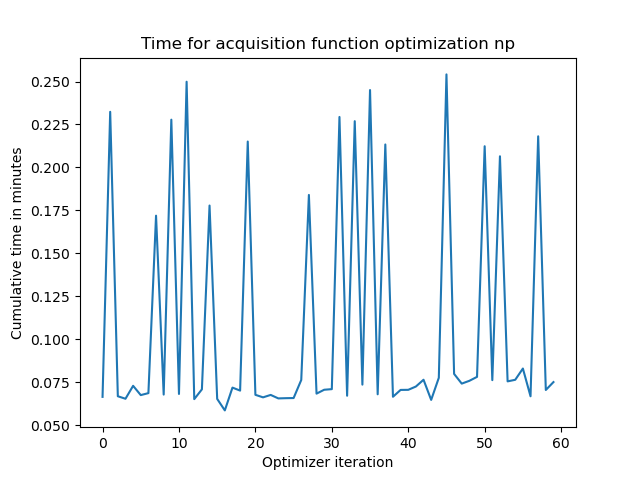 Time for acquisition function optimization np
0.250
0.225
0.200
0.175
0.150
0.125
0.100
0.075
0.050
Cumulative time in minutes
0 10 20 30 40 50 60
Optimizer iteration